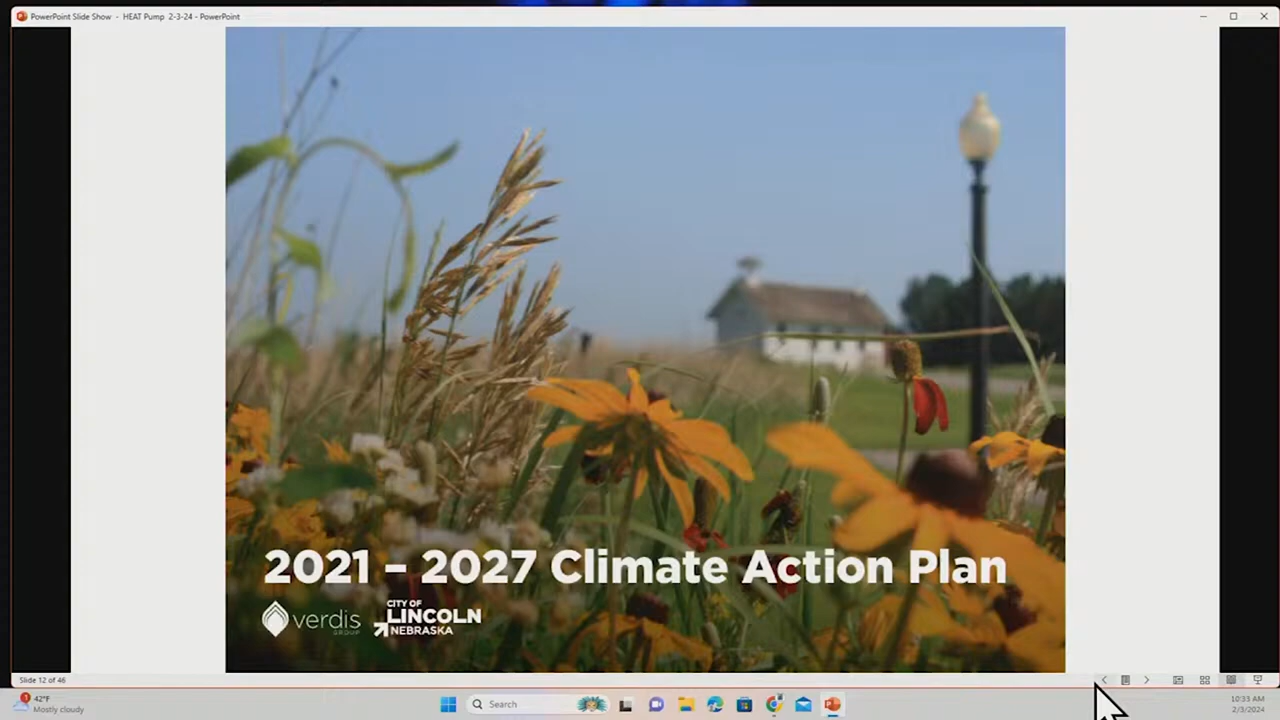 PowerPoint Slide Show - HEAT Pump 2-3-24 - PowerPoint
2021 – 2027 Climate Action Plan
verdis
GROUP
CITY OF
LINCOLN
NEBRASKA
Slide 12 of 46
1
42°F
Mostly cloudy
Search
10:33 AM
2/3/2024